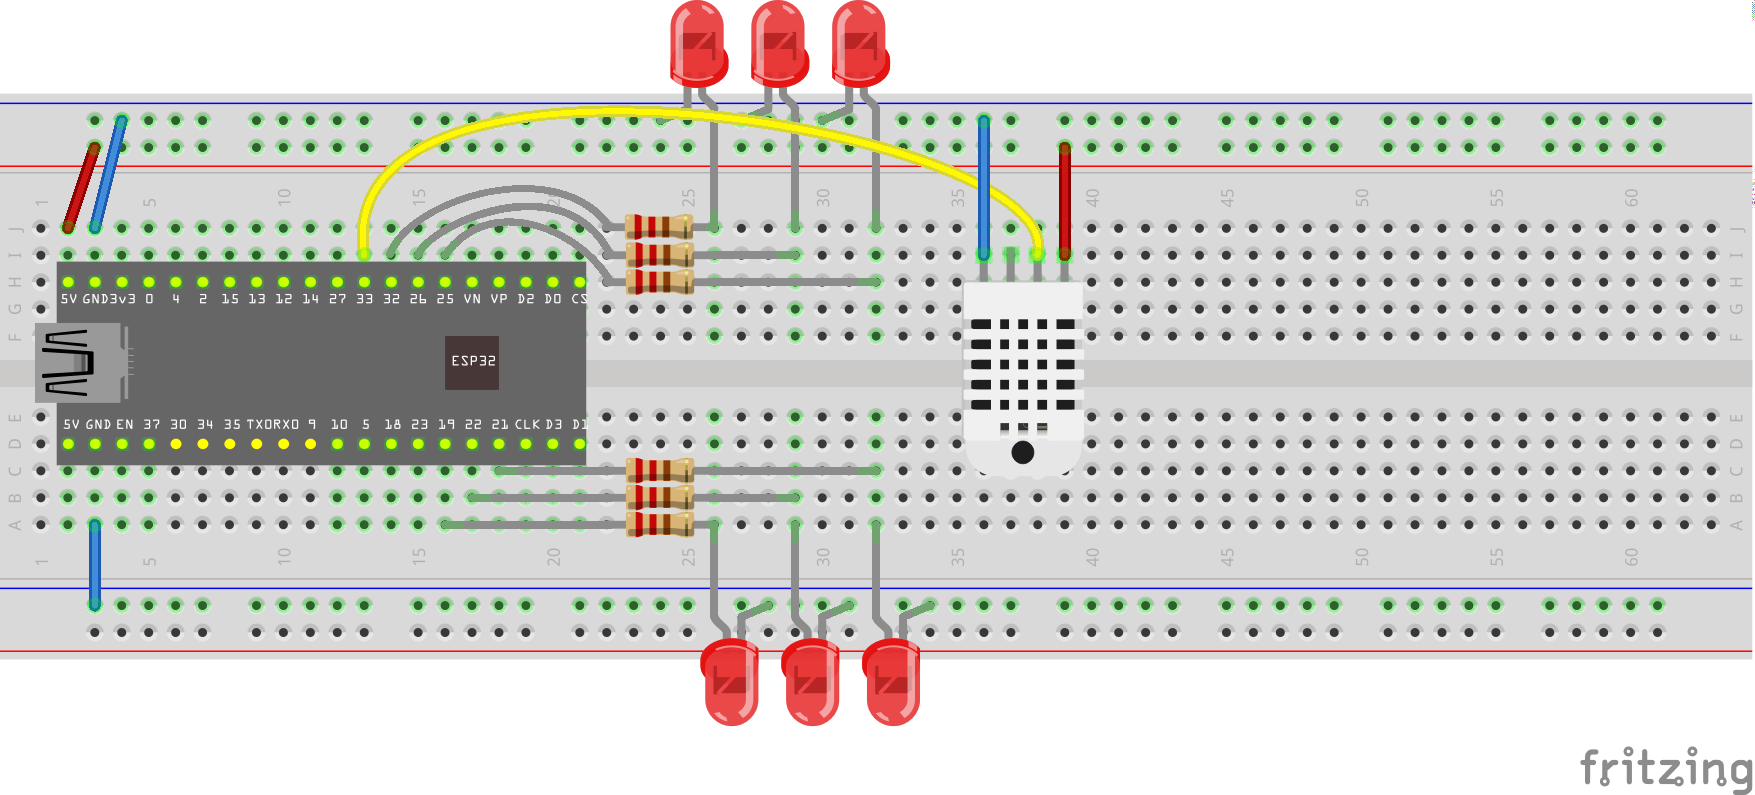 1 5 10 15 20 25 30 35 40 45 50 55 60
J J
I I
H H
G G
F F
5V GND 3v3 0 4 2 15 13 12 14 27 33 32 26 25 VN VP D2 D0 CS
ESP32
5V GND EN 37 30 34 35 TX0 RX0 9 10 5 18 23 19 22 21 CLK D3 D1
E E
D D
C C
B B
A A
1 5 10 15 20 25 30 35 40 45 50 55 60
fritzing